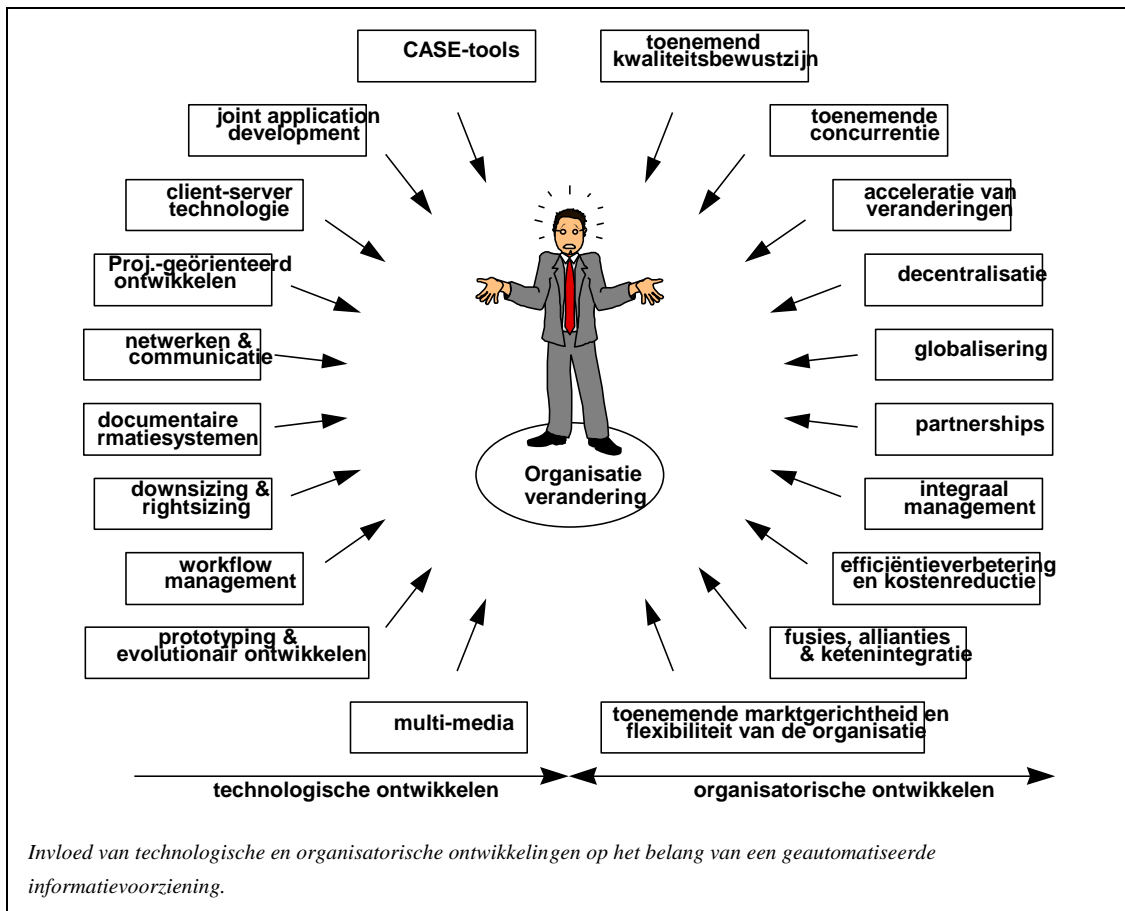 CASE-tools
toenemend
kwaliteitsbewustzijn
joint application
development
toenemende
concurrentie
client-server
technologie
acceleratie van
veranderingen
Proj.-geörienteerd
ontwikkelen
decentralisatie
netwerken &
communicatie
globalisering
documentaire
rmatiesystemen
partnerships
Organisatie
verandering
downsizing &
rightsizing
integraal
management
workflow
management
efficiëntieverbetering
en kostenreductie
prototyping &
evolutionair ontwikkelen
fusies, allianties
& ketenintegratie
multi-media
toenemende marktgerichtheid en
flexibiliteit van de organisatie
technologische ontwikkelen
organisatorische ontwikkelen
Invloed van technologische en organisatorische ontwikkelingen op het belang van een geautomatiseerde
informatievoorziening.